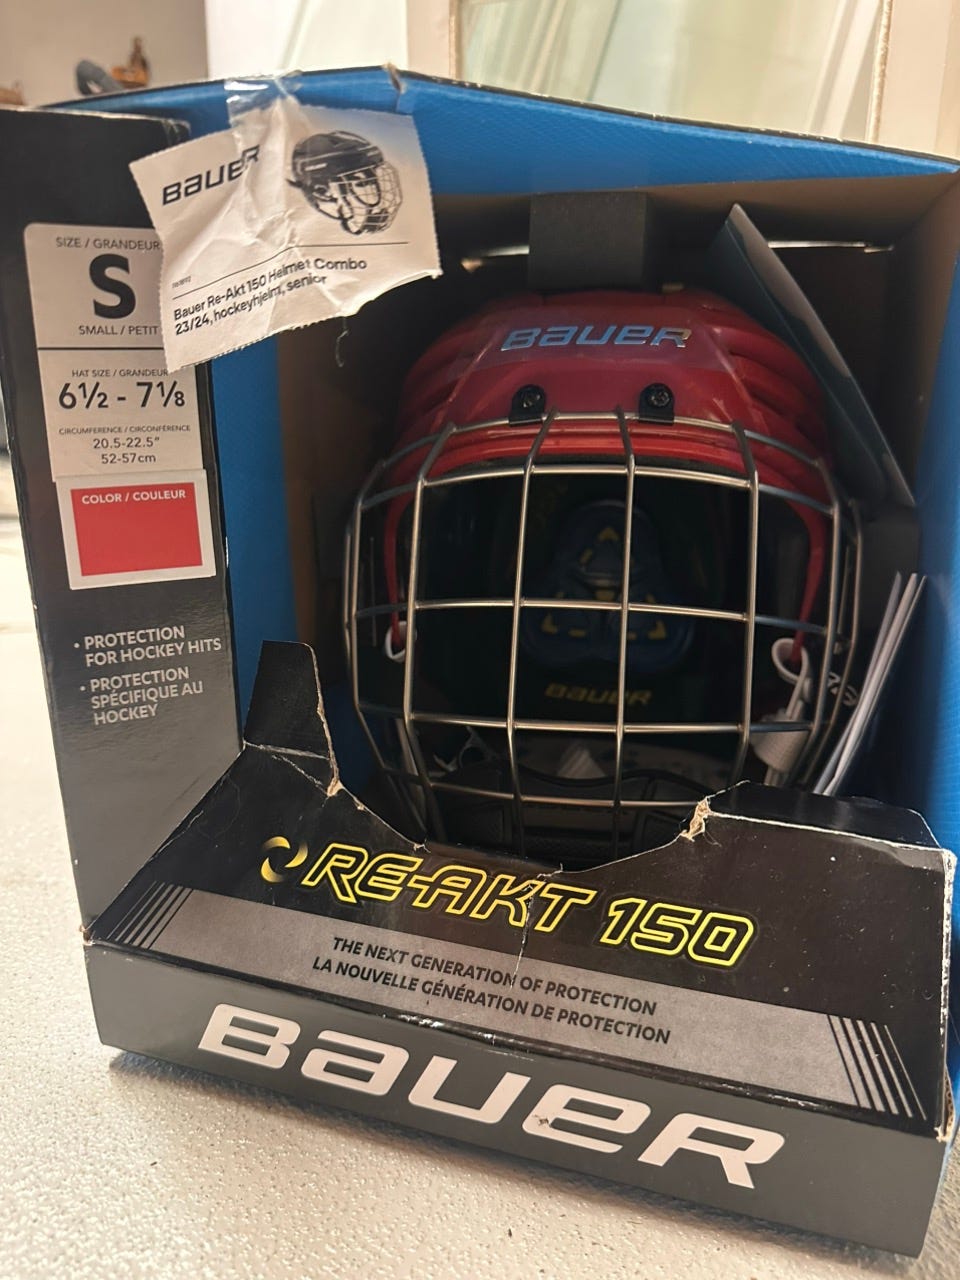 BAUER
Bauer Re-Akt 150 Helmet Combo
23/24, hockeyhjelm, senior
SIZE / GRANDEUR
S
SMALL / PETIT
HAT SIZE / GRANDEUR
6½ - 7⅛
CIRCUMFERENCE / CIRCONFÉRENCE
20.5-22.5"
52-57cm
COLOR / COULEUR
• PROTECTION
FOR HOCKEY HITS
• PROTECTION
SPÉCIFIQUE AU
HOCKEY
BAUER
BAUER
RE-AKT 150
THE NEXT GENERATION OF PROTECTION
LA NOUVELLE GÉNÉRATION DE PROTECTION
BAUER